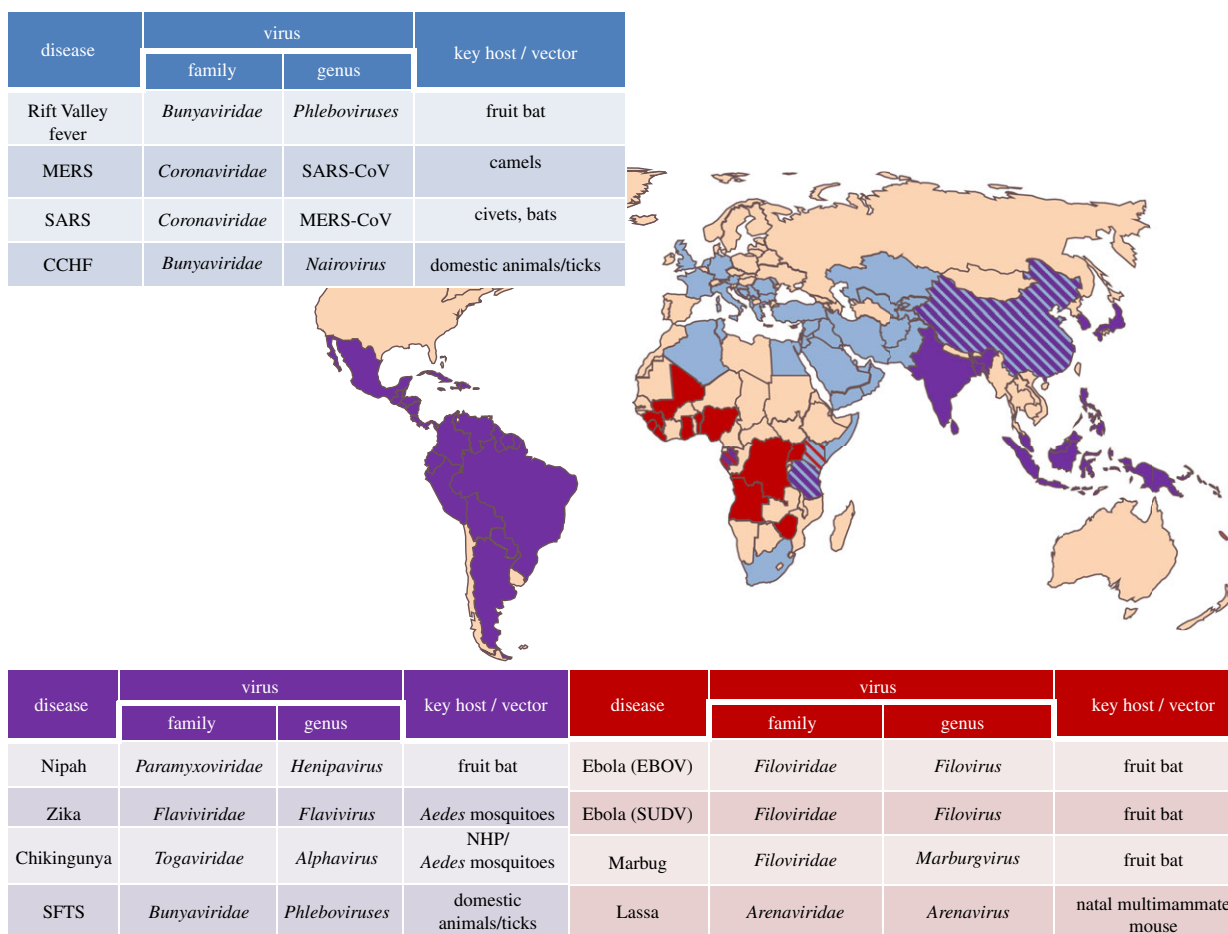 disease virus key host / vector
family genus
Rift Valley fever Bunyaviridae Phleboviruses fruit bat
MERS Coronaviridae SARS-CoV camels
SARS Coronaviridae MERS-CoV civets, bats
CCHF Bunyaviridae Nairovirus domestic animals/ticks
disease virus key host / vector
family genus
Nipah Paramyxoviridae Henipavirus fruit bat
Zika Flaviviridae Flavivirus Aedes mosquitoes
Chikingunya Togaviridae Alphavirus NHP/ Aedes mosquitoes
SFTS Bunyaviridae Phleboviruses domestic animals/ticks
disease virus key host / vector
family genus
Ebola (EBOV) Filoviridae Filovirus fruit bat
Ebola (SUDV) Filoviridae Filovirus fruit bat
Marbug Filoviridae Marburgvirus fruit bat
Lassa Arenaviridae Arenavirus natal multimammate mouse